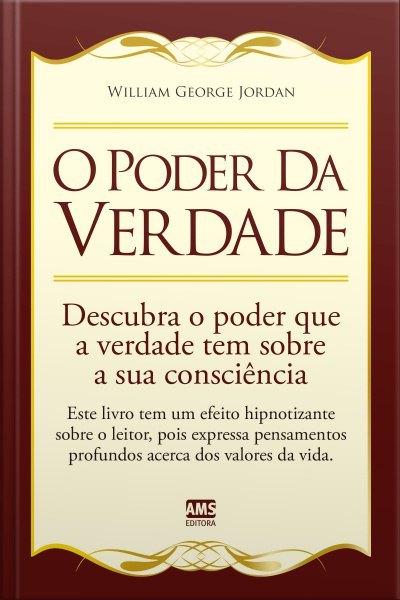 WILLIAM GEORGE JORDAN
O PODER DA
VERDADE
Descubra o poder que
a verdade tem sobre
a sua consciência
Este livro tem um efeito hipnotizante
sobre o leitor, pois expressa pensamentos
profundos acerca dos valores da vida.
AMS
EDITORA